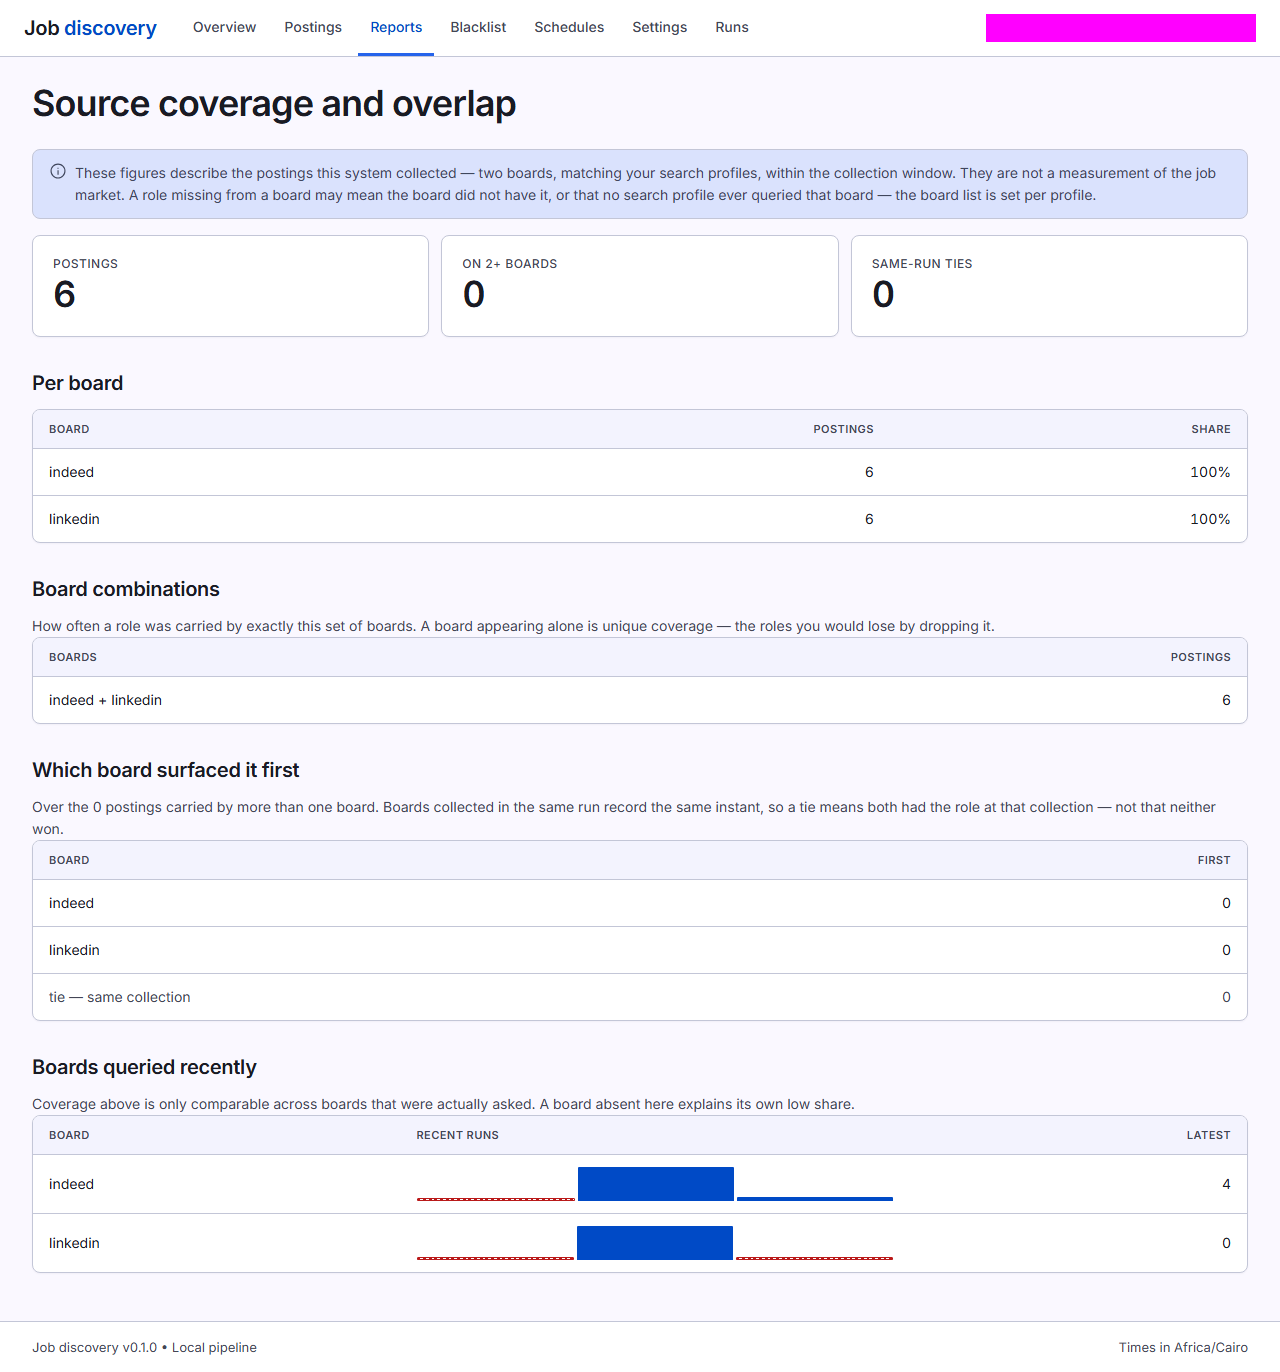 Job discovery Overview Postings Reports Blacklist Schedules Settings Runs
Source coverage and overlap
These figures describe the postings this system collected — two boards, matching your search profiles, within the collection window. They are not a measurement of the job
market. A role missing from a board may mean the board did not have it, or that no search profile ever queried that board — the board list is set per profile.
POSTINGS
6
ON 2+ BOARDS
0
SAME-RUN TIES
0
Per board
BOARD POSTINGS SHARE
indeed 6 100%
linkedin 6 100%
Board combinations
How often a role was carried by exactly this set of boards. A board appearing alone is unique coverage — the roles you would lose by dropping it.
BOARDS POSTINGS
indeed + linkedin 6
Which board surfaced it first
Over the 0 postings carried by more than one board. Boards collected in the same run record the same instant, so a tie means both had the role at that collection — not that neither
won.
BOARD FIRST
indeed 0
linkedin 0
tie — same collection 0
Boards queried recently
Coverage above is only comparable across boards that were actually asked. A board absent here explains its own low share.
BOARD RECENT RUNS LATEST
indeed 4
linkedin 0
Job discovery v0.1.0 • Local pipeline Times in Africa/Cairo